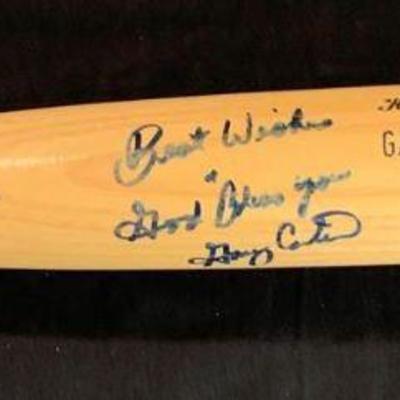 Best Wishes
"God Bless you
Gary Carter
GA